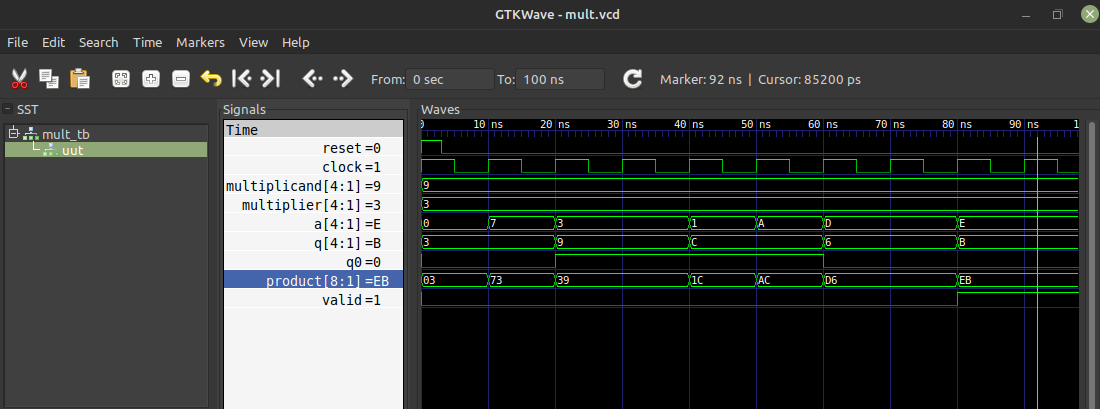 GTKWave - mult.vcd
File Edit Search Time Markers View Help
From: 0 sec To: 100 ns Marker: 92 ns | Cursor: 85200 ps
SST
mult_tb
uut
Signals
Time
reset=0
clock=1
multiplicand[4:1]=9
multiplier[4:1]=3
a[4:1]=E
q[4:1]=B
q0=0
product[8:1]=EB
valid=1
Waves
0 10 ns 20 ns 30 ns 40 ns 50 ns 60 ns 70 ns 80 ns 90 ns 1
9
3
0 7 3 1 A D E
3 9 C 6 B
03 73 39 1C AC D6 EB